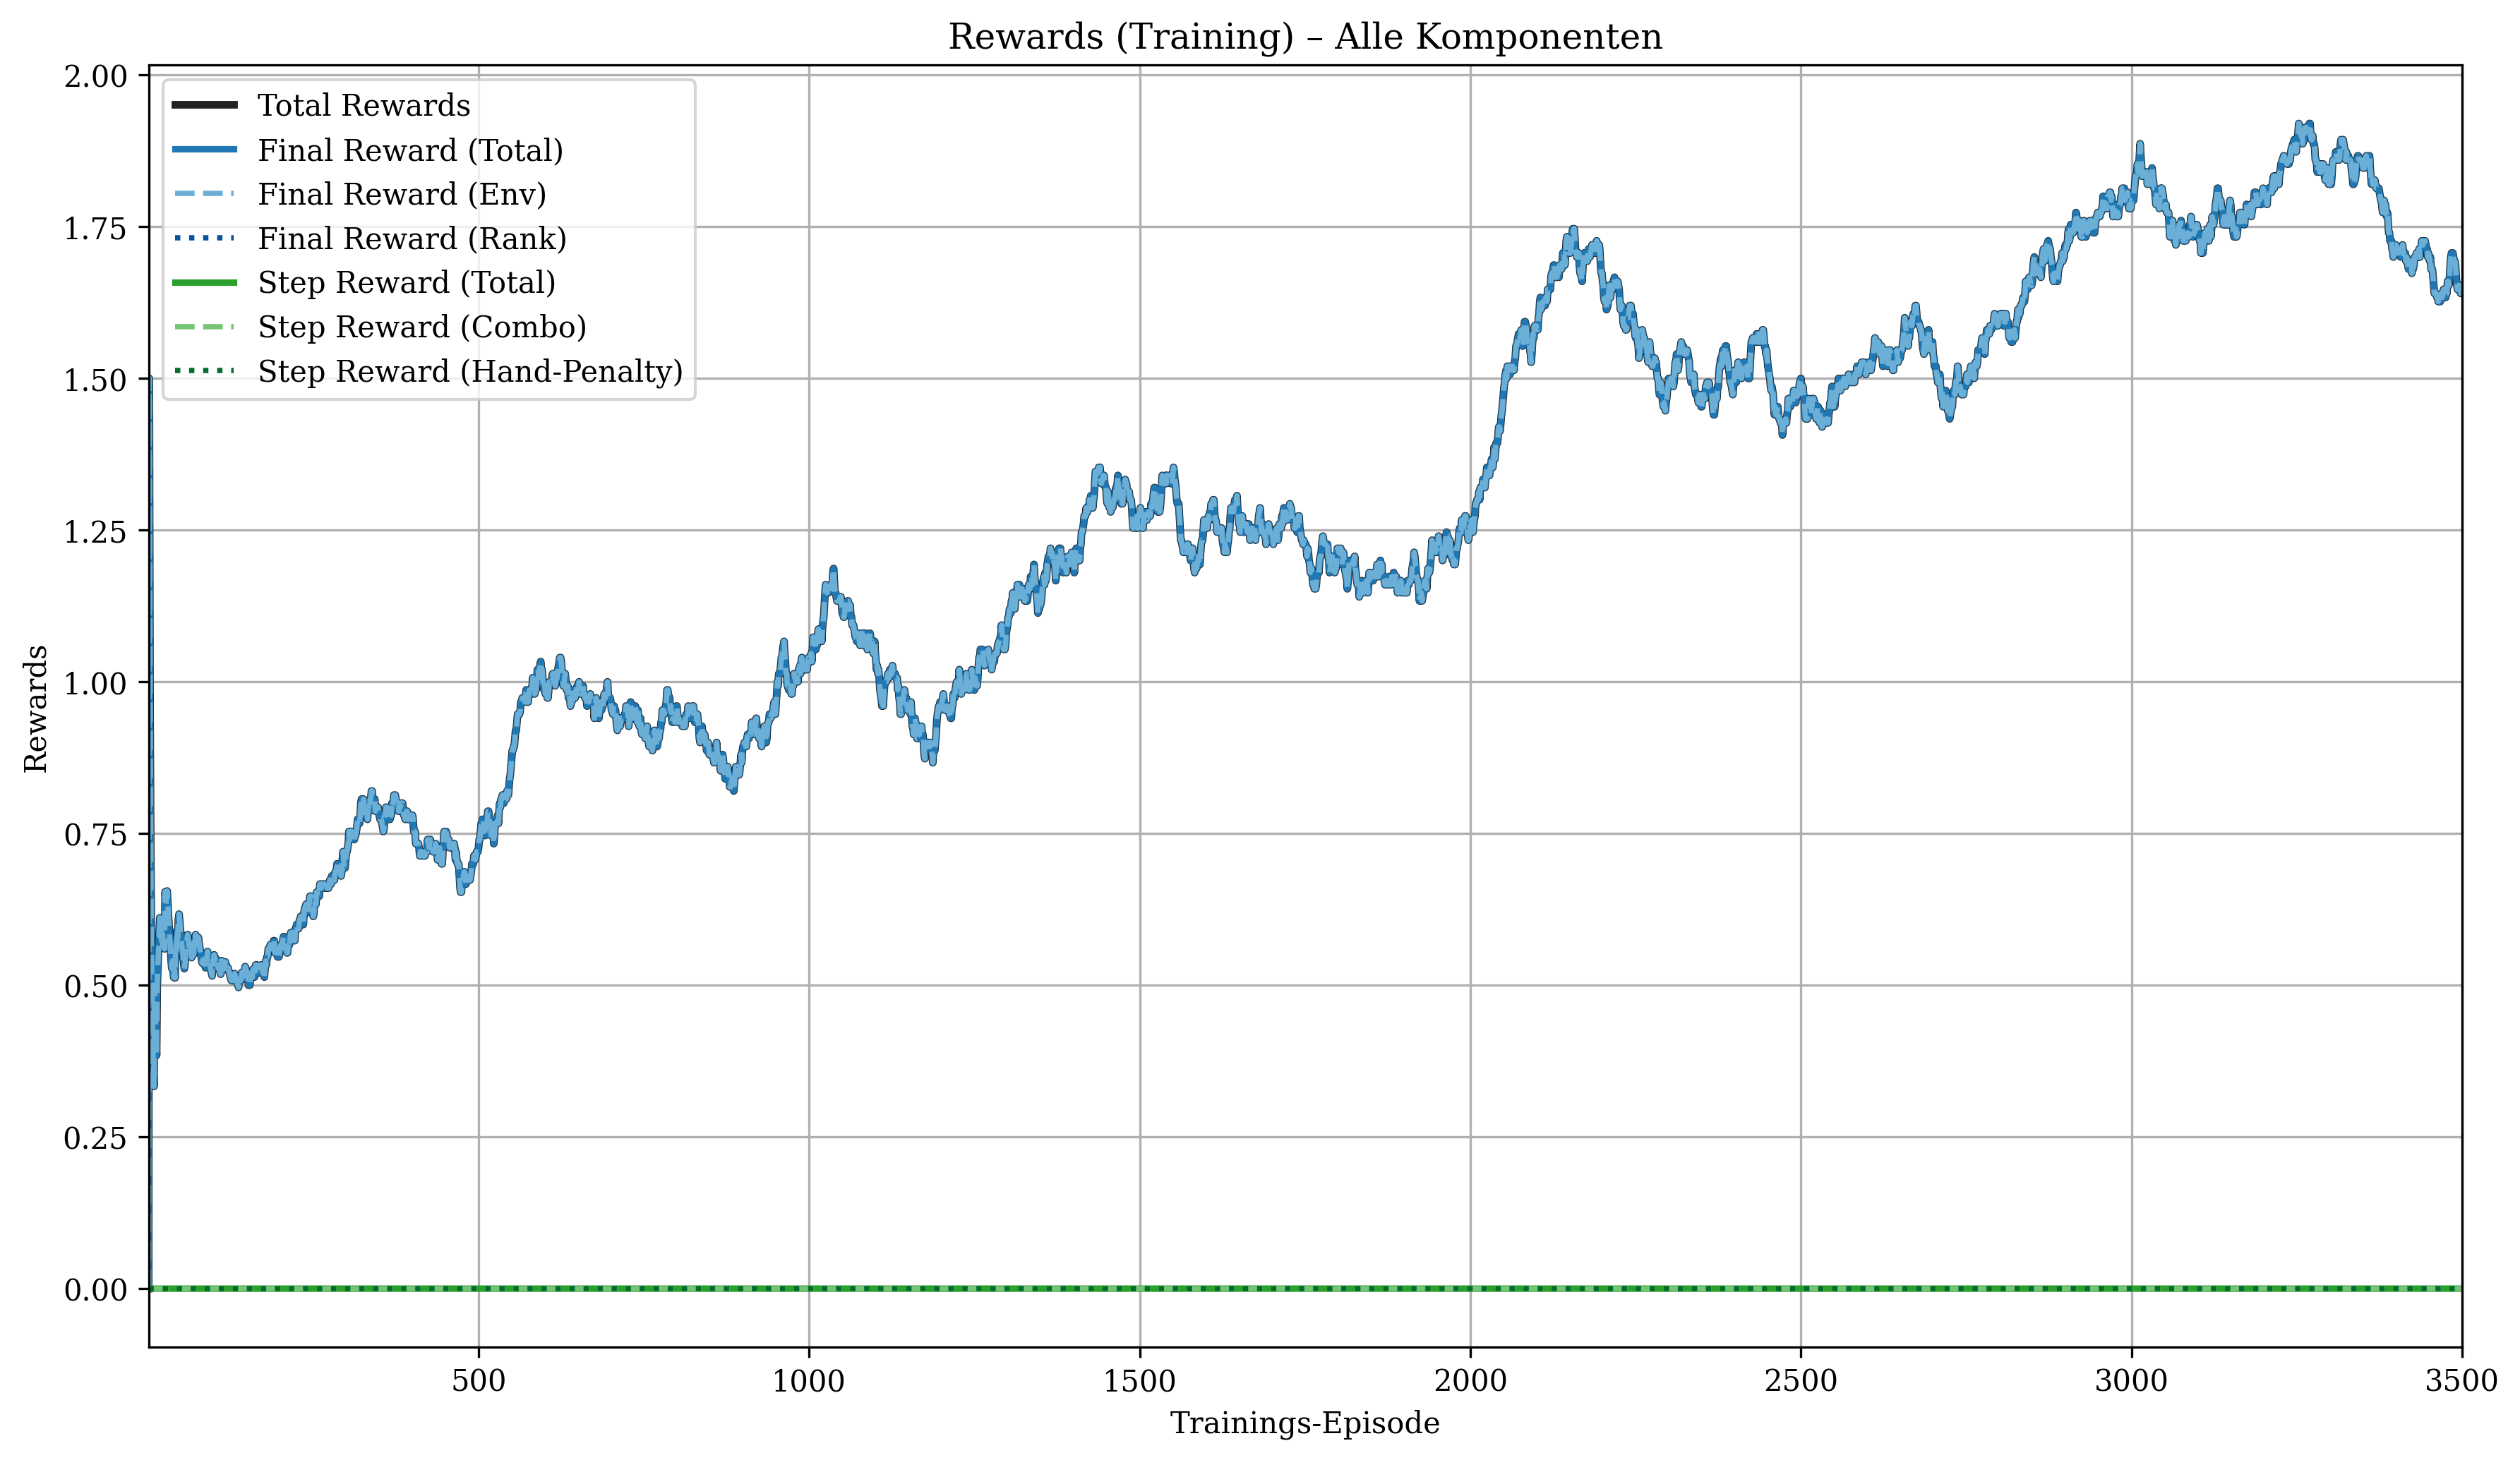 Rewards (Training) – Alle Komponenten
Total Rewards
Final Reward (Total)
Final Reward (Env)
Final Reward (Rank)
Step Reward (Total)
Step Reward (Combo)
Step Reward (Hand-Penalty)
Rewards
2.00
1.75
1.50
1.25
1.00
0.75
0.50
0.25
0.00
500 1000 1500 2000 2500 3000 3500
Trainings-Episode